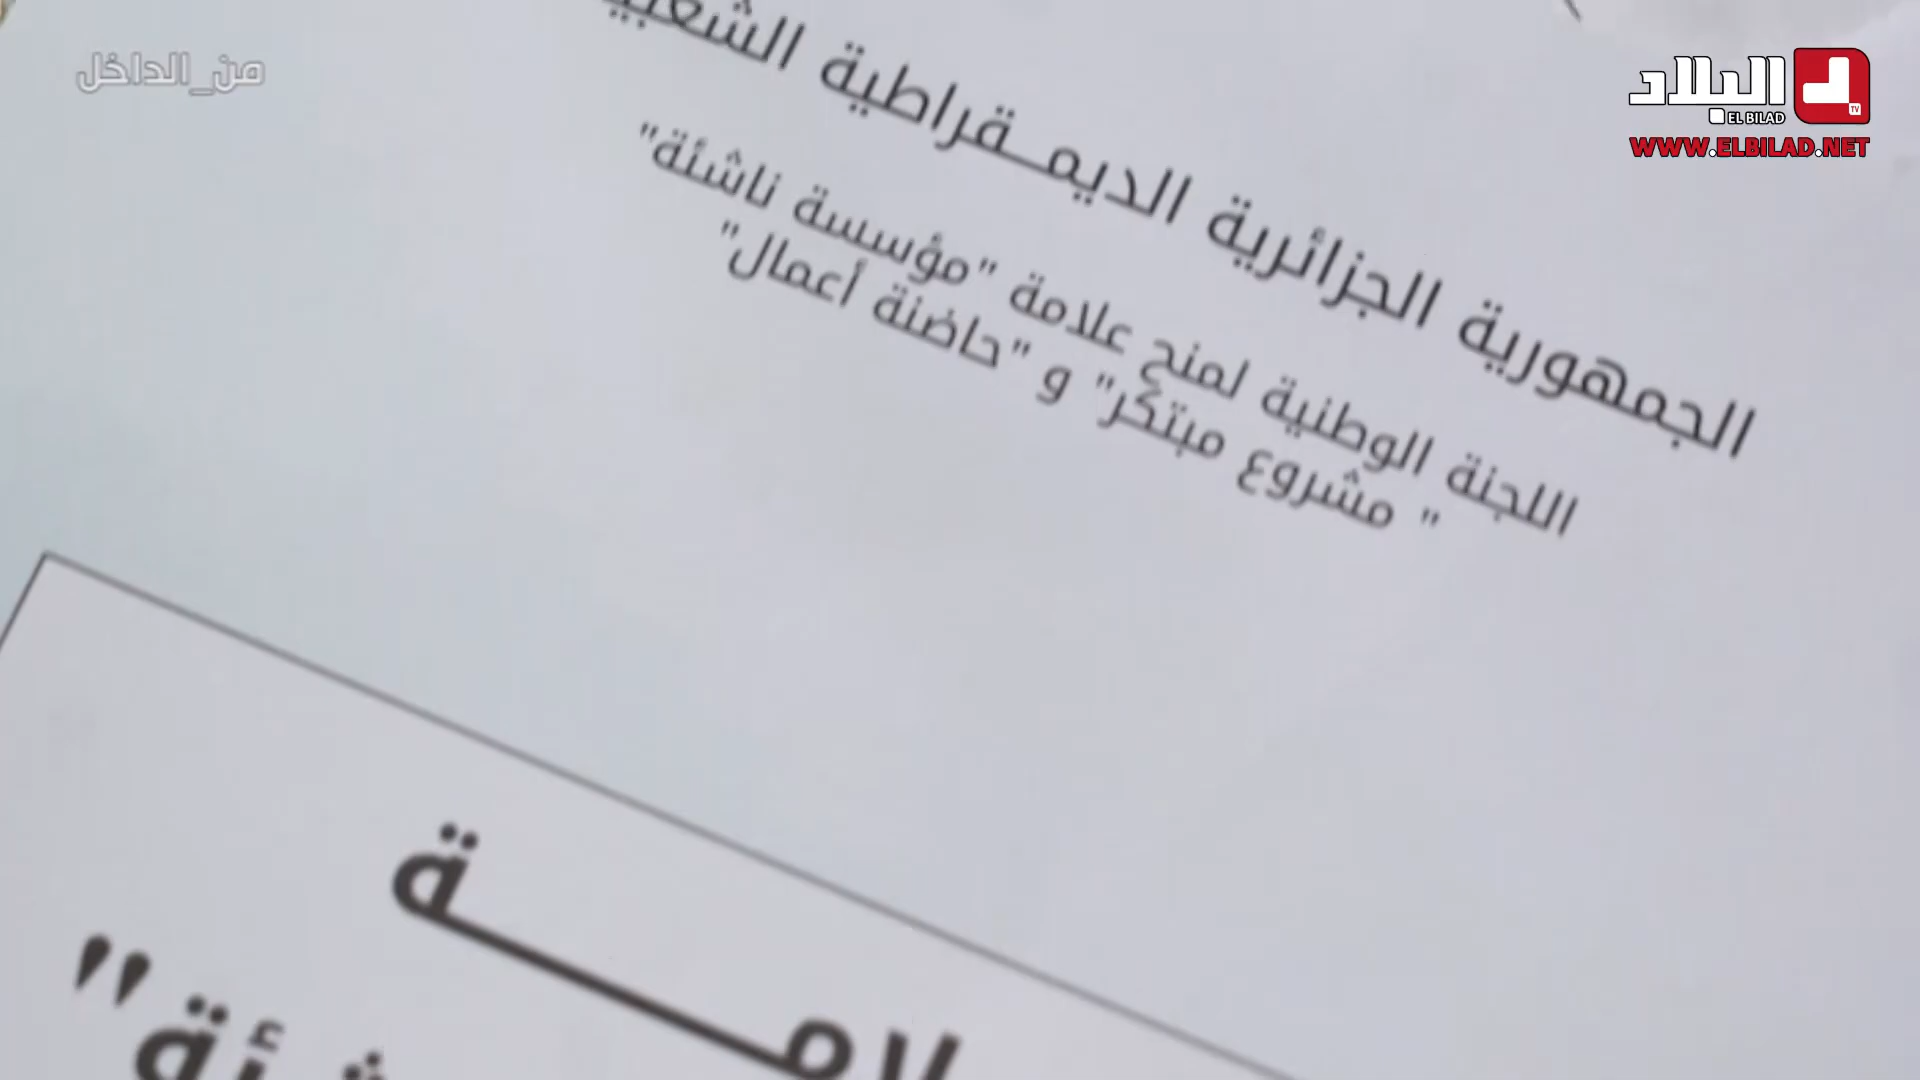 من_الداخل
البلاد
EL BILAD
TV
WWW.ELBILAD.NET
الجمهورية الجزائرية الديمـقراطية
اللجنة الوطنية لمنح علامة "مؤسسة ناشئة"
" مشروع مبتكر" و "حاضنة أعمال"